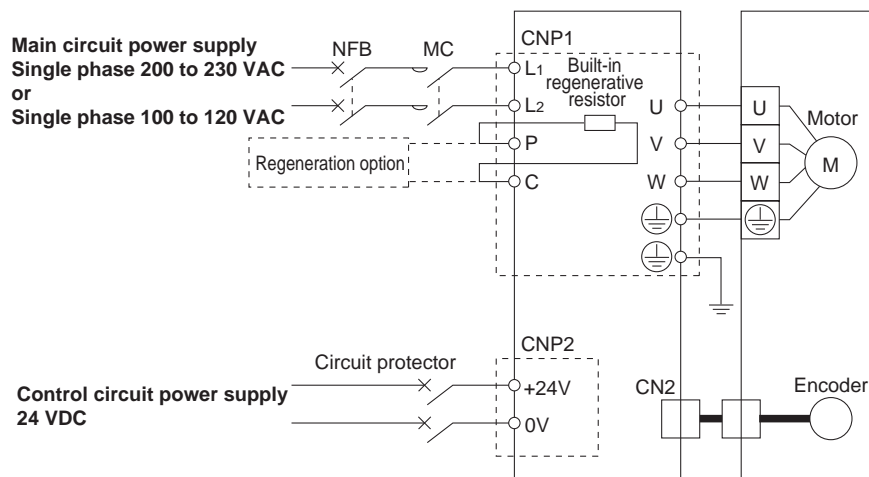 Main circuit power supply
Single phase 200 to 230 VAC
or
Single phase 100 to 120 VAC
NFB
MC
CNP1
L1
Built-in
regenerative
resistor
L2
P
C
Regeneration option
U
V
W
U
V
W
Motor
M
CNP2
Circuit protector
+24V
0V
Control circuit power supply
24 VDC
CN2
Encoder